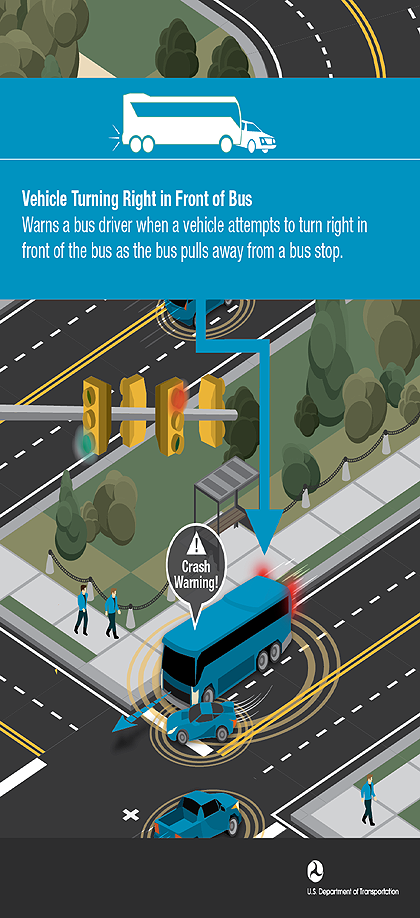 Vehicle Turning Right in Front of Bus
Warns a bus driver when a vehicle attempts to turn right in
front of the bus as the bus pulls away from a bus stop.
Crash
Warning!
U.S. Department of Transportation